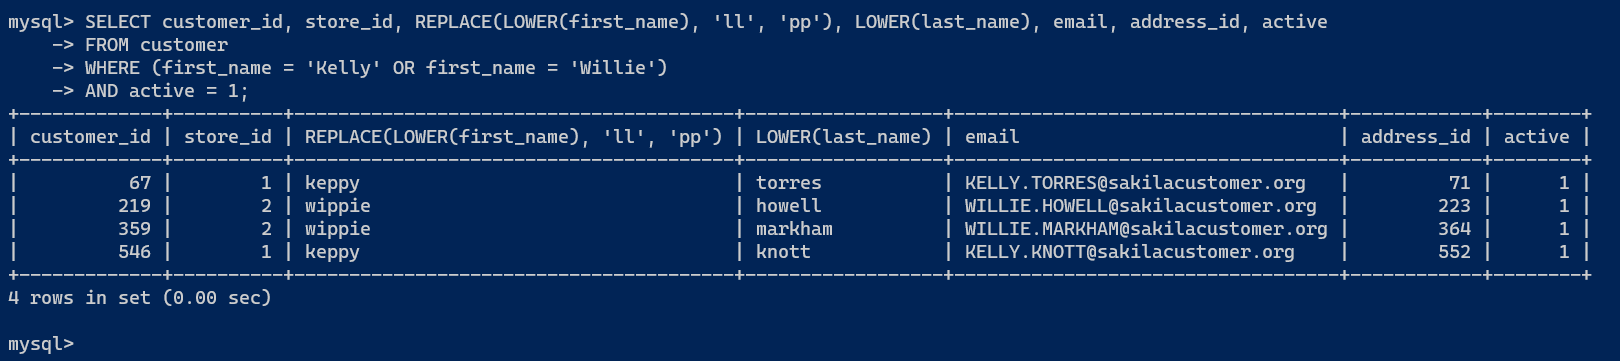 mysql> SELECT customer_id, store_id, REPLACE(LOWER(first_name), 'll', 'pp'), LOWER(last_name), email, address_id, active
    -> FROM customer
    -> WHERE (first_name = 'Kelly' OR first_name = 'Willie')
    -> AND active = 1;
+-------------+----------+----------------------------------------+------------------+-----------------------------------+------------+--------+
| customer_id | store_id | REPLACE(LOWER(first_name), 'll', 'pp') | LOWER(last_name) | email                             | address_id | active |
+-------------+----------+----------------------------------------+------------------+-----------------------------------+------------+--------+
|          67 |        1 | keppy                                  | torres           | KELLY.TORRES@sakilacustomer.org   |         71 |      1 |
|         219 |        2 | wippie                                 | howell           | WILLIE.HOWELL@sakilacustomer.org  |        223 |      1 |
|         359 |        2 | wippie                                 | markham          | WILLIE.MARKHAM@sakilacustomer.org |        364 |      1 |
|         546 |        1 | keppy                                  | knott            | KELLY.KNOTT@sakilacustomer.org    |        552 |      1 |
+-------------+----------+----------------------------------------+------------------+-----------------------------------+------------+--------+
4 rows in set (0.00 sec)
mysql>